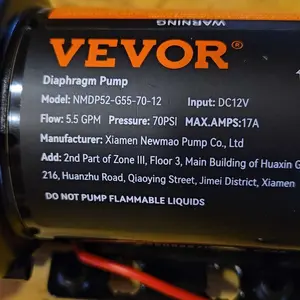 WARNING
VEVOR®
Diaphragm Pump
Model: NMDP52-G55-70-12 Input: DC12V
Flow: 5.5 GPM Pressure: 70PSI MAX.AMPS:17A
Manufacturer: Xiamen Newmao Pump Co., Ltd
Add: 2nd Part of Zone III, Floor 3, Main Building of Huaxin G
216, Huanzhu Road, Qiaoying Street, Jimei District, Xiamen
DO NOT PUMP FLAMMABLE LIQUIDS